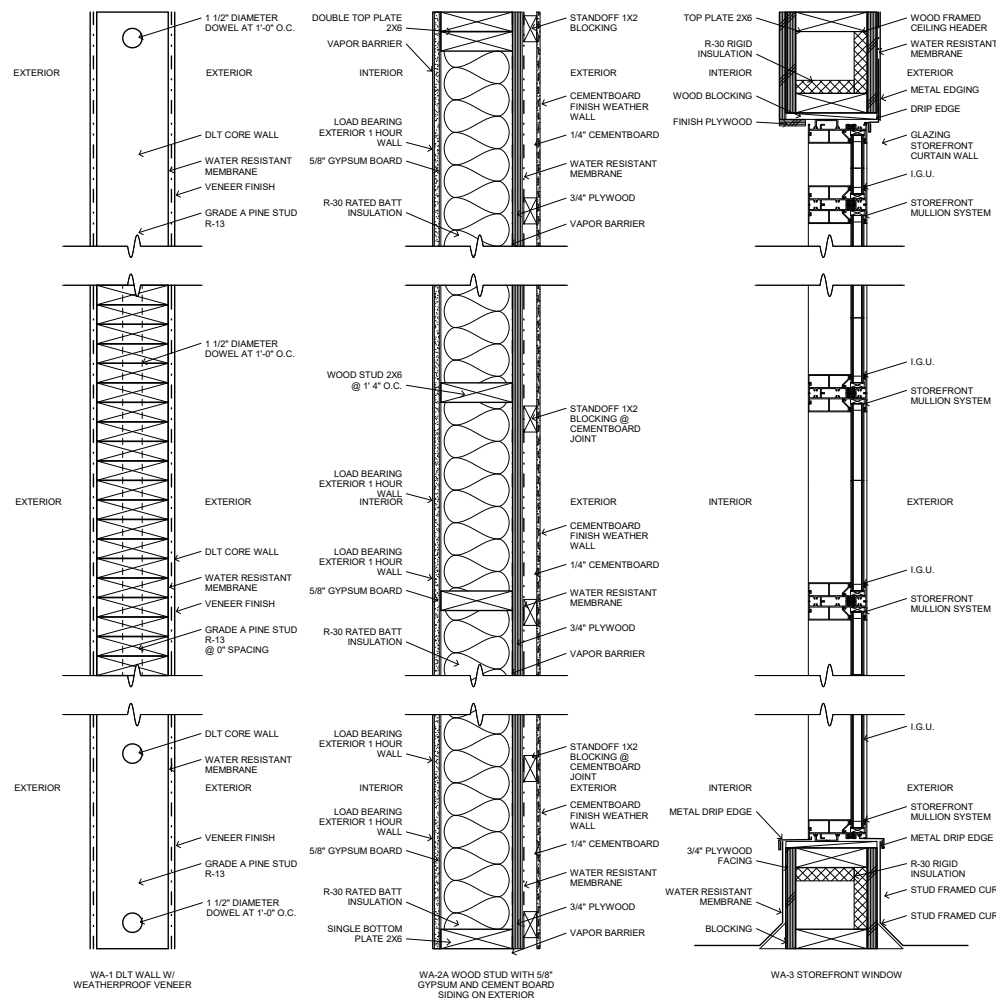 1 1/2" DIAMETER
DOWEL AT 1'-0" O.C.
EXTERIOR
EXTERIOR
DLT CORE WALL
WATER RESISTANT
MEMBRANE
VENEER FINISH
GRADE A PINE STUD
R-13
1 1/2" DIAMETER
DOWEL AT 1'-0" O.C.
EXTERIOR
EXTERIOR
DLT CORE WALL
WATER RESISTANT
MEMBRANE
VENEER FINISH
GRADE A PINE STUD
R-13
@ 0" SPACING
DLT CORE WALL
WATER RESISTANT
MEMBRANE
EXTERIOR
EXTERIOR
VENEER FINISH
GRADE A PINE STUD
R-13
1 1/2" DIAMETER
DOWEL AT 1'-0" O.C.
WA-1 DLT WALL W/
WEATHERPROOF VENEER
DOUBLE TOP PLATE
2X6
VAPOR BARRIER
INTERIOR
LOAD BEARING
EXTERIOR 1 HOUR
WALL
5/8" GYPSUM BOARD
R-30 RATED BATT
INSULATION
STANDOFF 1X2
BLOCKING
EXTERIOR
CEMENTBOARD
FINISH WEATHER
WALL
1/4" CEMENTBOARD
WATER RESISTANT
MEMBRANE
3/4" PLYWOOD
VAPOR BARRIER
WOOD STUD 2X6
@ 1' 4" O.C.
LOAD BEARING
EXTERIOR 1 HOUR
WALL
INTERIOR
LOAD BEARING
EXTERIOR 1 HOUR
WALL
5/8" GYPSUM BOARD
R-30 RATED BATT
INSULATION
STANDOFF 1X2
BLOCKING @
CEMENTBOARD
JOINT
EXTERIOR
CEMENTBOARD
FINISH WEATHER
WALL
1/4" CEMENTBOARD
WATER RESISTANT
MEMBRANE
3/4" PLYWOOD
VAPOR BARRIER
LOAD BEARING
EXTERIOR 1 HOUR
WALL
INTERIOR
LOAD BEARING
EXTERIOR 1 HOUR
WALL
5/8" GYPSUM BOARD
R-30 RATED BATT
INSULATION
SINGLE BOTTOM
PLATE 2X6
STANDOFF 1X2
BLOCKING @
CEMENTBOARD
JOINT
EXTERIOR
CEMENTBOARD
FINISH WEATHER
WALL
1/4" CEMENTBOARD
WATER RESISTANT
MEMBRANE
3/4" PLYWOOD
VAPOR BARRIER
WA-2A WOOD STUD WITH 5/8"
GYPSUM AND CEMENT BOARD
SIDING ON EXTERIOR
TOP PLATE 2X6
R-30 RIGID
INSULATION
INTERIOR
WOOD BLOCKING
FINISH PLYWOOD
WOOD FRAMED
CEILING HEADER
WATER RESISTANT
MEMBRANE
EXTERIOR
METAL EDGING
DRIP EDGE
GLAZING
STOREFRONT
CURTAIN WALL
I.G.U.
STOREFRONT
MULLION SYSTEM
I.G.U.
STOREFRONT
MULLION SYSTEM
INTERIOR
EXTERIOR
I.G.U.
STOREFRONT
MULLION SYSTEM
I.G.U.
INTERIOR
EXTERIOR
METAL DRIP EDGE
3/4" PLYWOOD
FACING
WATER RESISTANT
MEMBRANE
BLOCKING
STOREFRONT
MULLION SYSTEM
METAL DRIP EDGE
R-30 RIGID
INSULATION
STUD FRAMED CUR
STUD FRAMED CUR
WA-3 STOREFRONT WINDOW